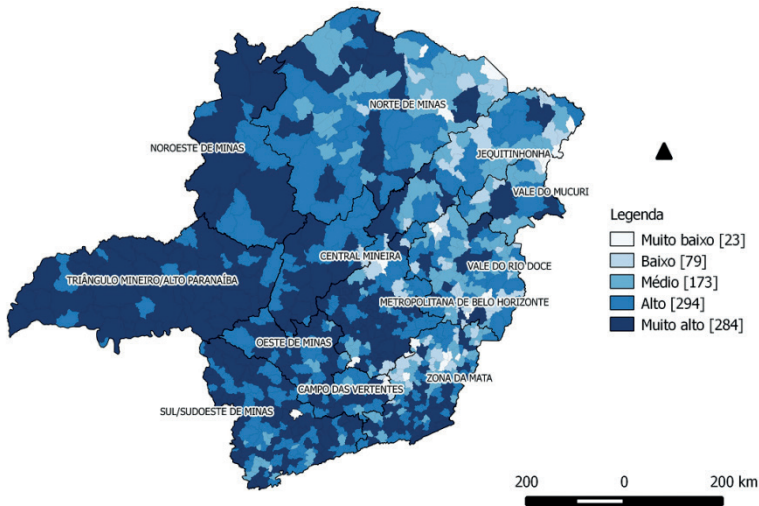 NORTE DE MINAS
NOROESTE DE MINAS
JEQUITINHONHA
VALE DO MUCURI
CENTRAL MINEIRA
VALE DO RIO DOCE
TRIÂNGULO MINEIRO/ALTO PARANAÍBA
METROPOLITANA DE BELO HORIZONTE
OESTE DE MINAS
ZONA DA MATA
CAMPO DAS VERTENTES
SUL/SUDOESTE DE MINAS
Legenda
Muito baixo [23]
Baixo [79]
Médio [173]
Alto [294]
Muito alto [284]
200 0 200 km